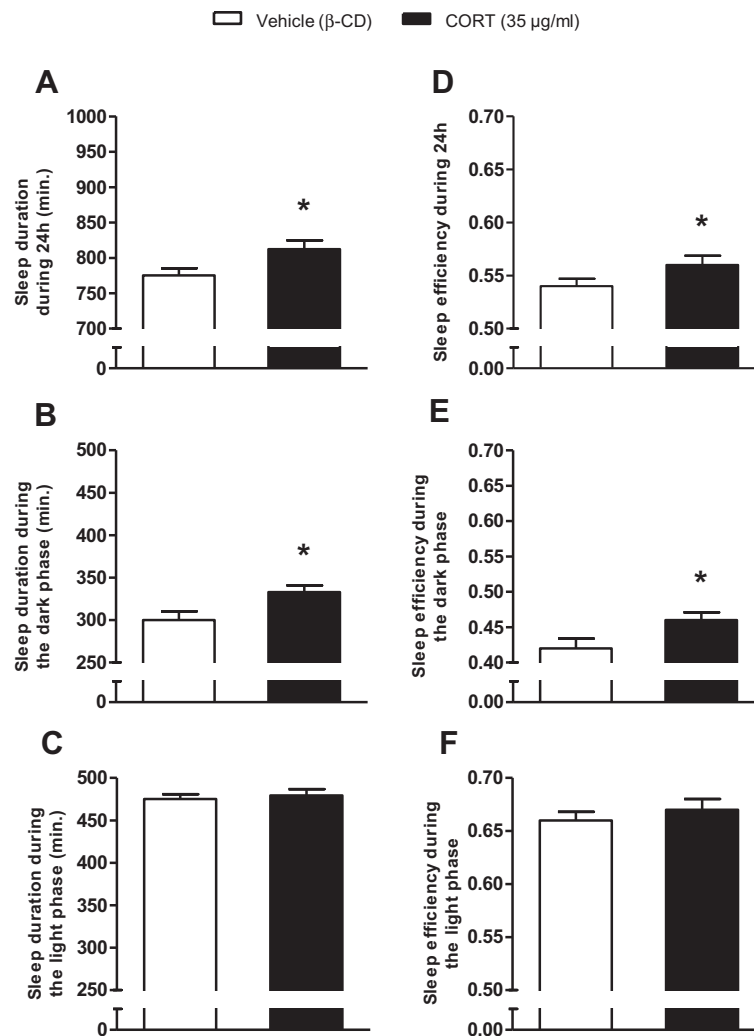 Vehicle (β-CD) CORT (35 μg/ml)
A
Sleep duration
during 24h (min.)
1000
950
900
850
800
750
700
0
*
D
Sleep efficiency during 24h
0.70
0.65
0.60
0.55
0.50
0.00
*
B
Sleep duration during
the dark phase (min.)
500
450
400
350
300
250
0
*
E
Sleep efficiency during
the dark phase
0.70
0.65
0.60
0.55
0.50
0.45
0.40
0.00
*
C
Sleep duration during
the light phase (min.)
500
450
400
350
300
250
0
F
Sleep efficiency during
the light phase
0.70
0.65
0.60
0.55
0.50
0.00